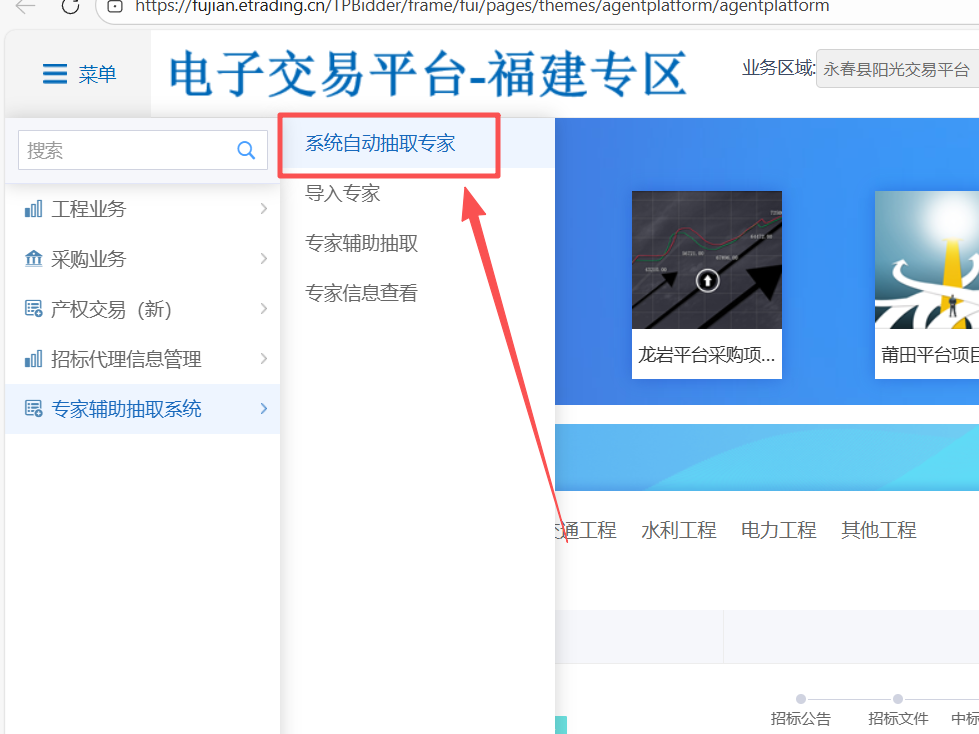 https://fujian.etrading.cn/TPBidder/frame/fui/pages/themes/agentplatform/agentplatform
菜单
电子交易平台-福建专区
业务区域:
永春县阳光交易平台
搜索
工程业务
采购业务
产权交易（新）
招标代理信息管理
专家辅助抽取系统
系统自动抽取专家
导入专家
专家辅助抽取
专家信息查看
龙岩平台采购项...
莆田平台项目
交通工程
水利工程
电力工程
其他工程
招标公告
招标文件
中标